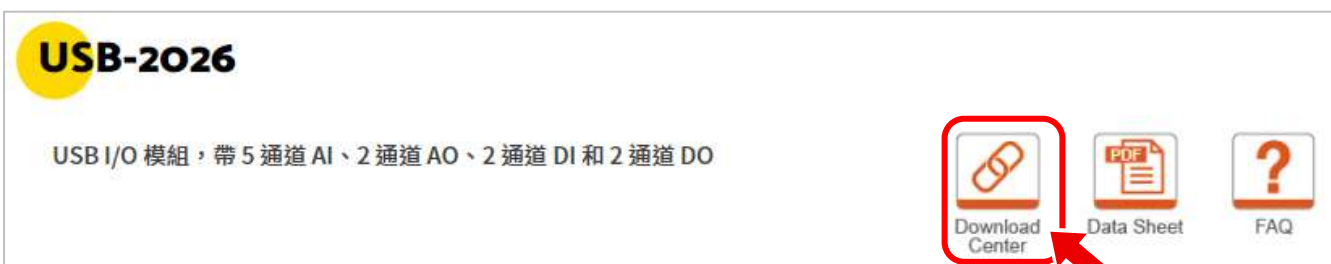 USB-2026
USB I/O 模組，帶 5 通道 AI、2 通道 AO、2 通道 DI 和 2 通道 DO
PDF
?
Download
Center
Data Sheet
FAQ